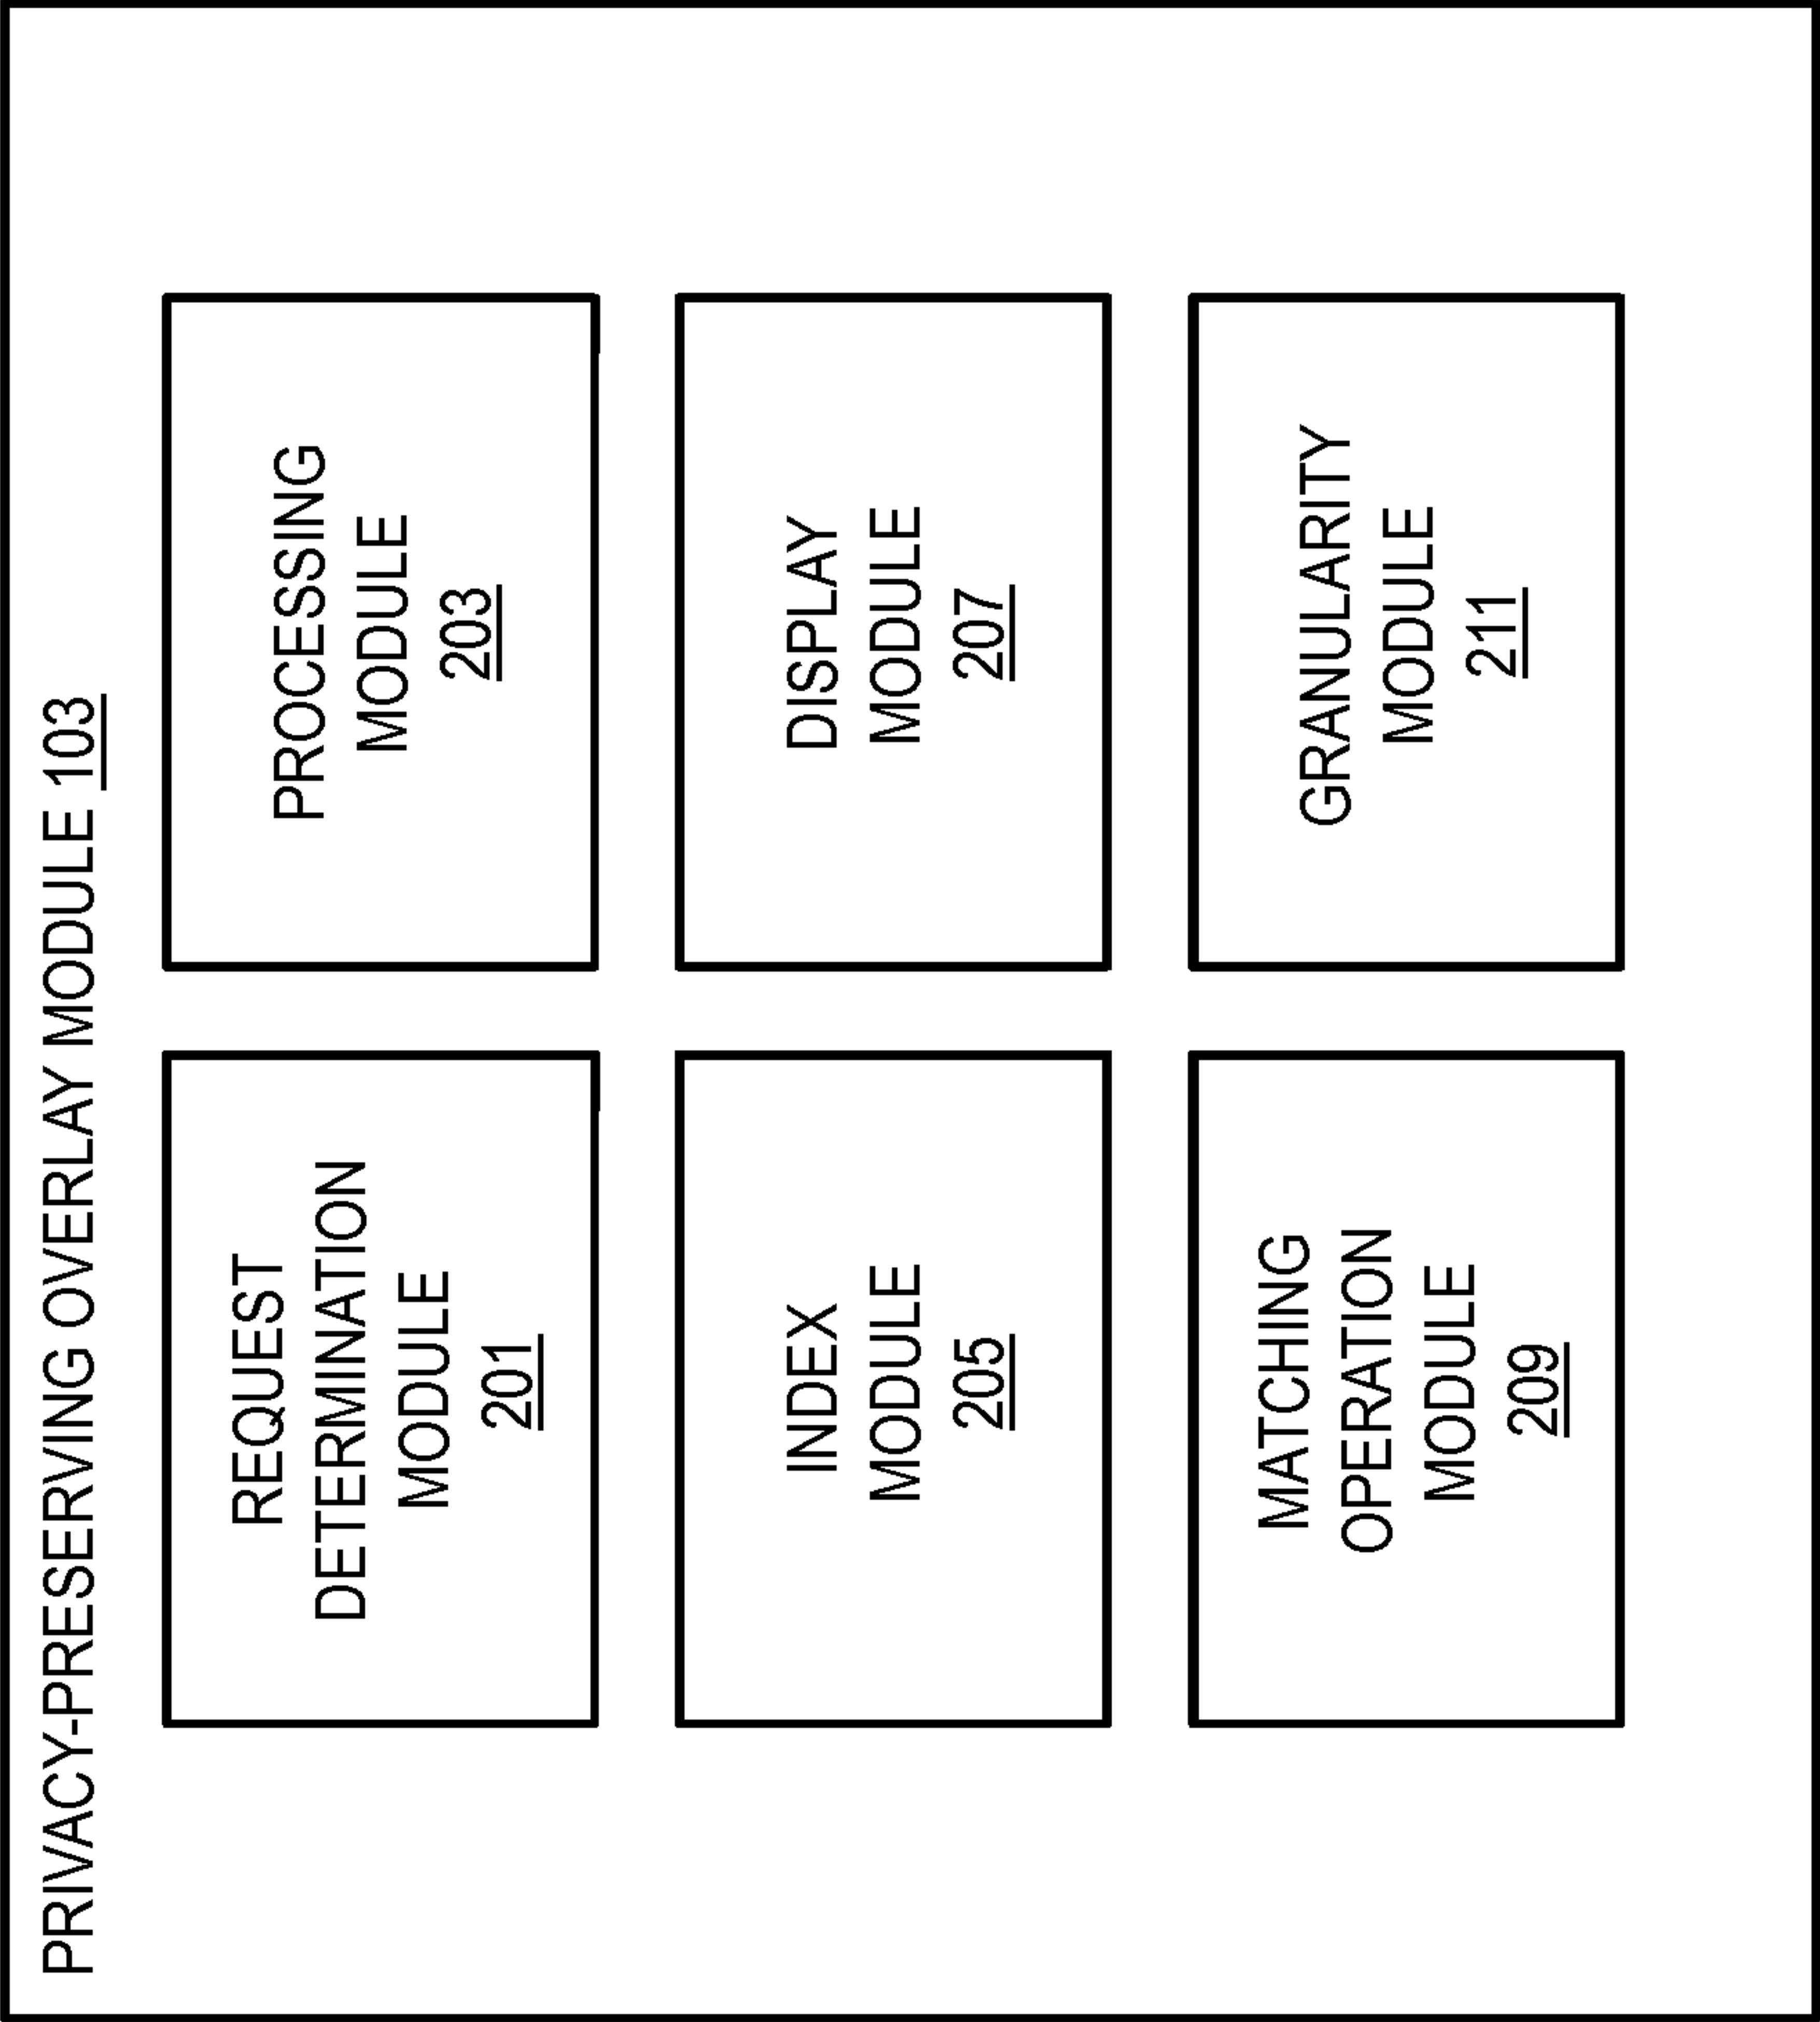 PRIVACY-PRESERVING OVERLAY MODULE 103
REQUEST
DETERMINATION
MODULE
201
PROCESSING
MODULE
203
INDEX
MODULE
205
DISPLAY
MODULE
207
MATCHING
OPERATION
MODULE
209
GRANULARITY
MODULE
211